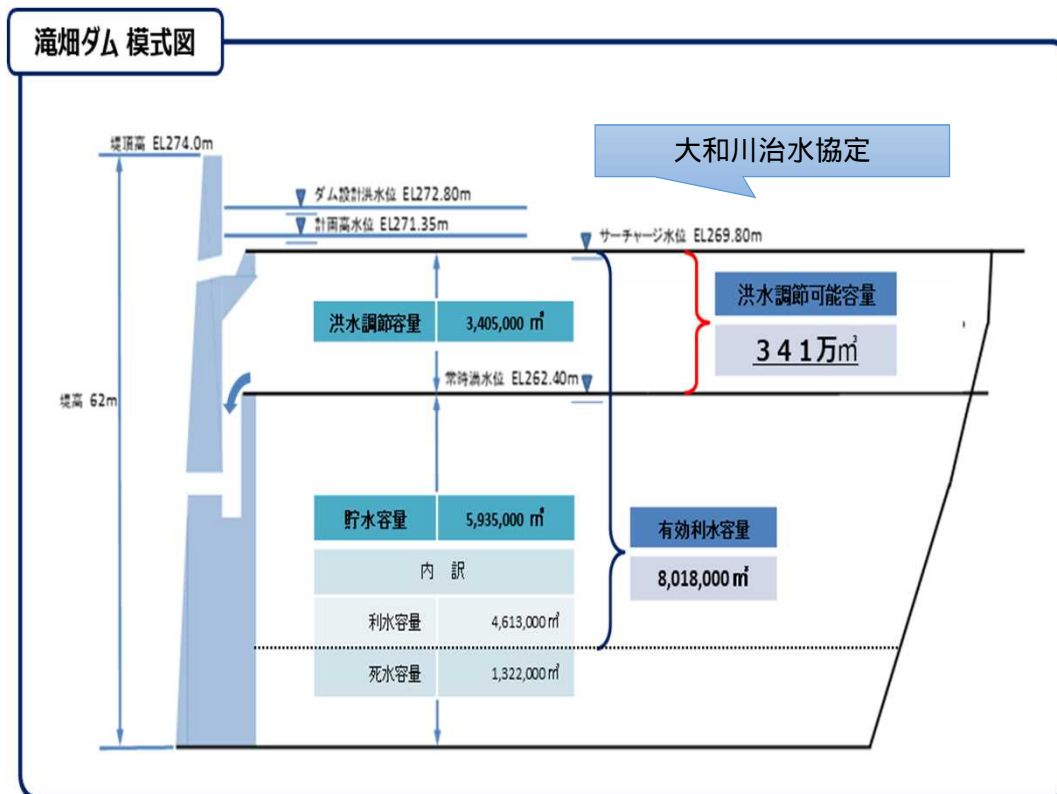 滝畑ダム 模式図
大和川治水協定
堤頂高 EL274.0m
ダム設計洪水位 EL272.80m
計画高水位 EL271.35m
サーチャージ水位 EL269.80m
洪水調節容量 3,405,000 ㎥
洪水調節可能容量
341万㎥
常時満水位 EL262.40m
堤高 62m
貯水容量 5,935,000 ㎥
内 訳
利水容量 4,613,000㎥
死水容量 1,322,000㎥
有効利水容量
8,018,000㎥